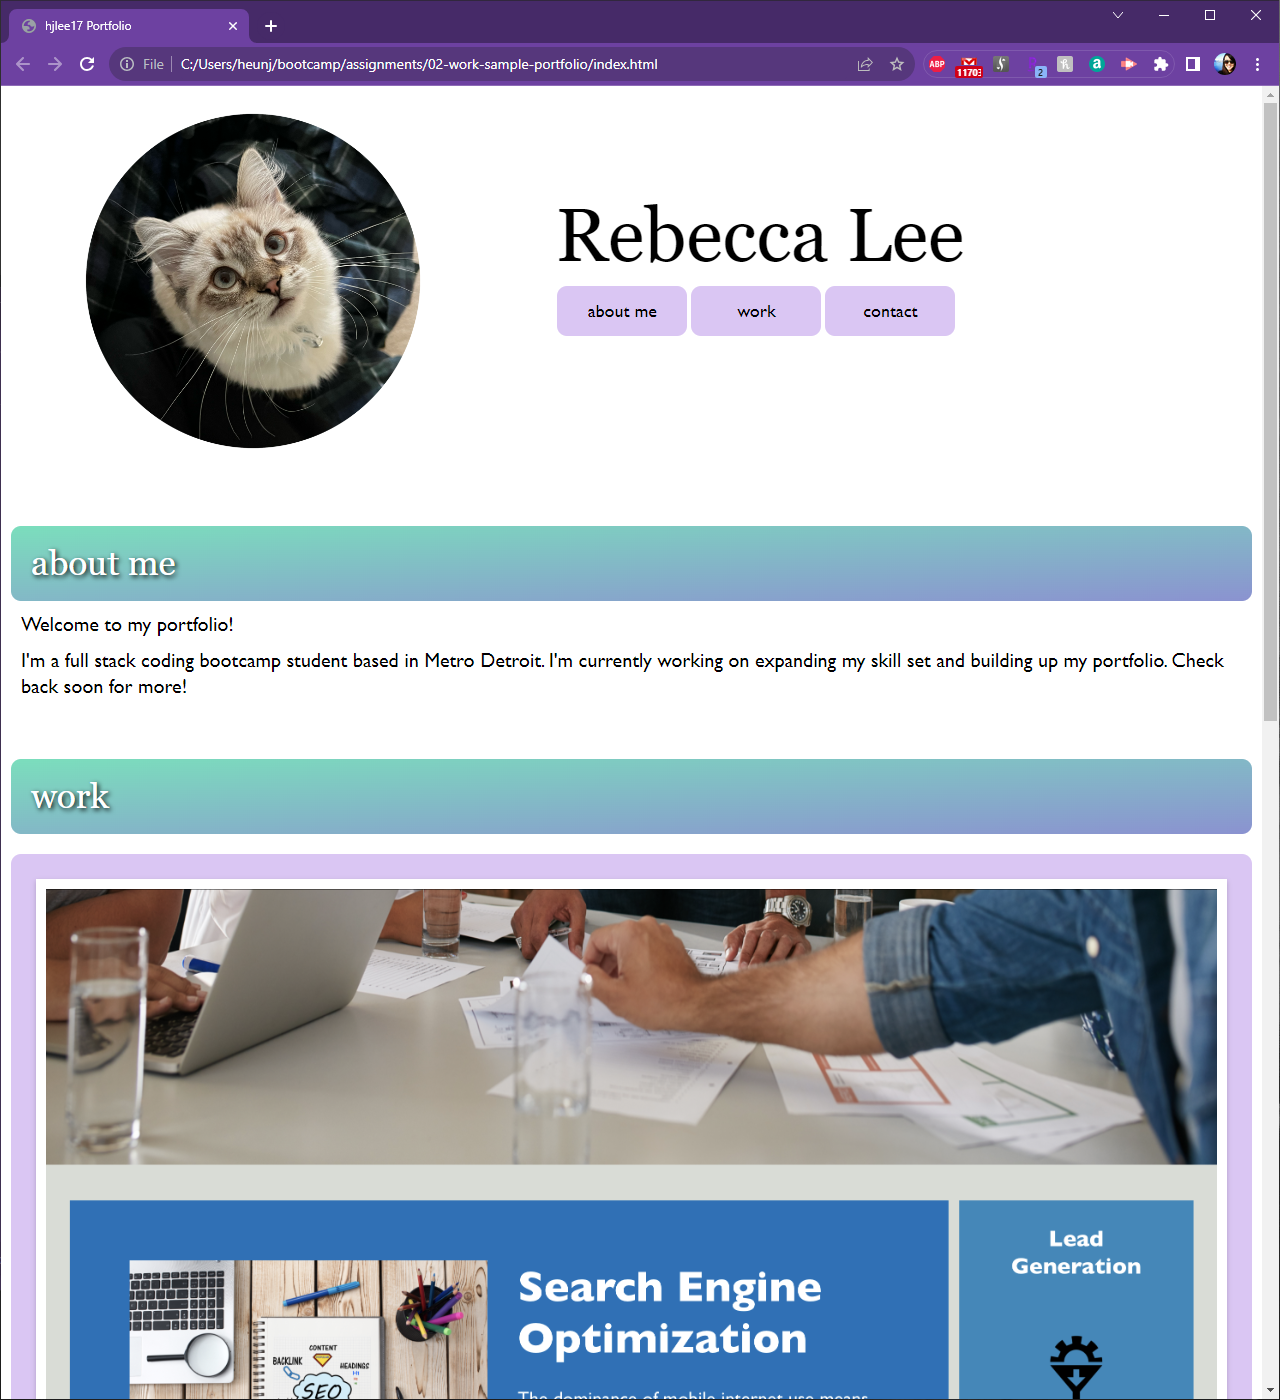 hjlee17 Portfolio
File
C:/Users/heunj/bootcamp/assignments/02-work-sample-portfolio/index.html
ABP
11703
2
a
Rebecca Lee
about me
work
contact
about me
Welcome to my portfolio!
I'm a full stack coding bootcamp student based in Metro Detroit. I'm currently working on expanding my skill set and building up my portfolio. Check
back soon for more!
work
Lead
Generation
Search Engine
Optimization
CONTENT
BACKLINK
HEADINGS
SEO
The dominance of mobile internet use means